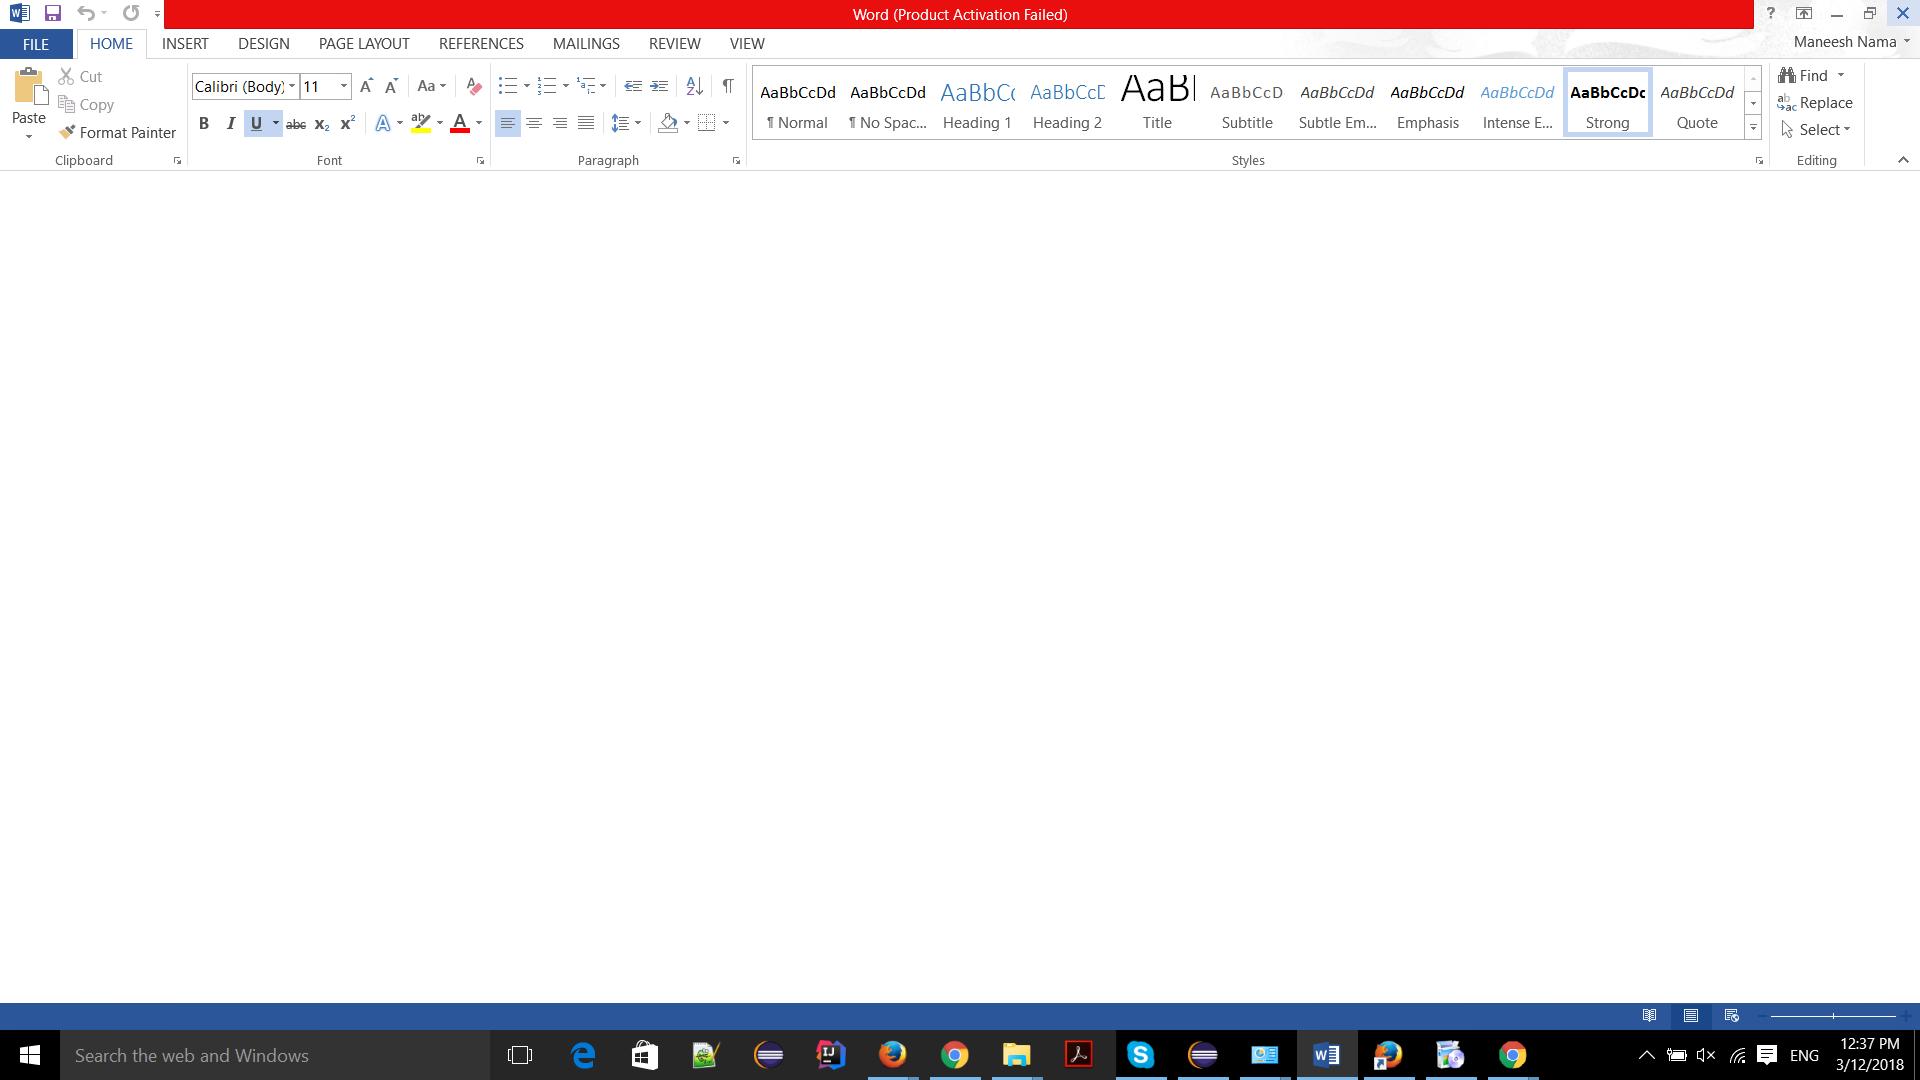 Word (Product Activation Failed)
?
FILE HOME INSERT DESIGN PAGE LAYOUT REFERENCES MAILINGS REVIEW VIEW
Maneesh Nama
Paste
Cut
Copy
Format Painter
Clipboard
Calibri (Body) 11
A A Aa
B I U abc x₂ x² A ab A
Font
Paragraph
AaBbCcDd AaBbCcDd AaBbCc AaBbCcD AaBl AaBbCcD AaBbCcDd AaBbCcDd AaBbCcDd AaBbCcDc AaBbCcDd
¶ Normal ¶ No Spac... Heading 1 Heading 2 Title Subtitle Subtle Em... Emphasis Intense E... Strong Quote
Styles
Find
Replace
Select
Editing
Search the web and Windows
ENG
12:37 PM
3/12/2018